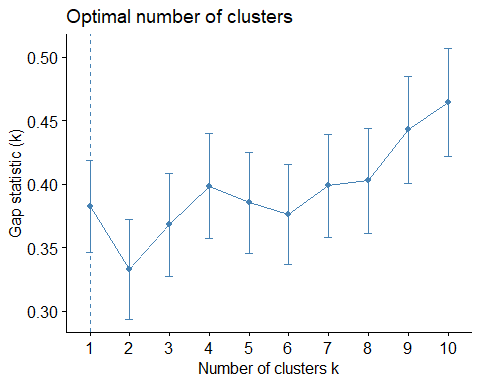 Optimal number of clusters
Gap statistic (k)
0.50
0.45
0.40
0.35
0.30
1 2 3 4 5 6 7 8 9 10
Number of clusters k